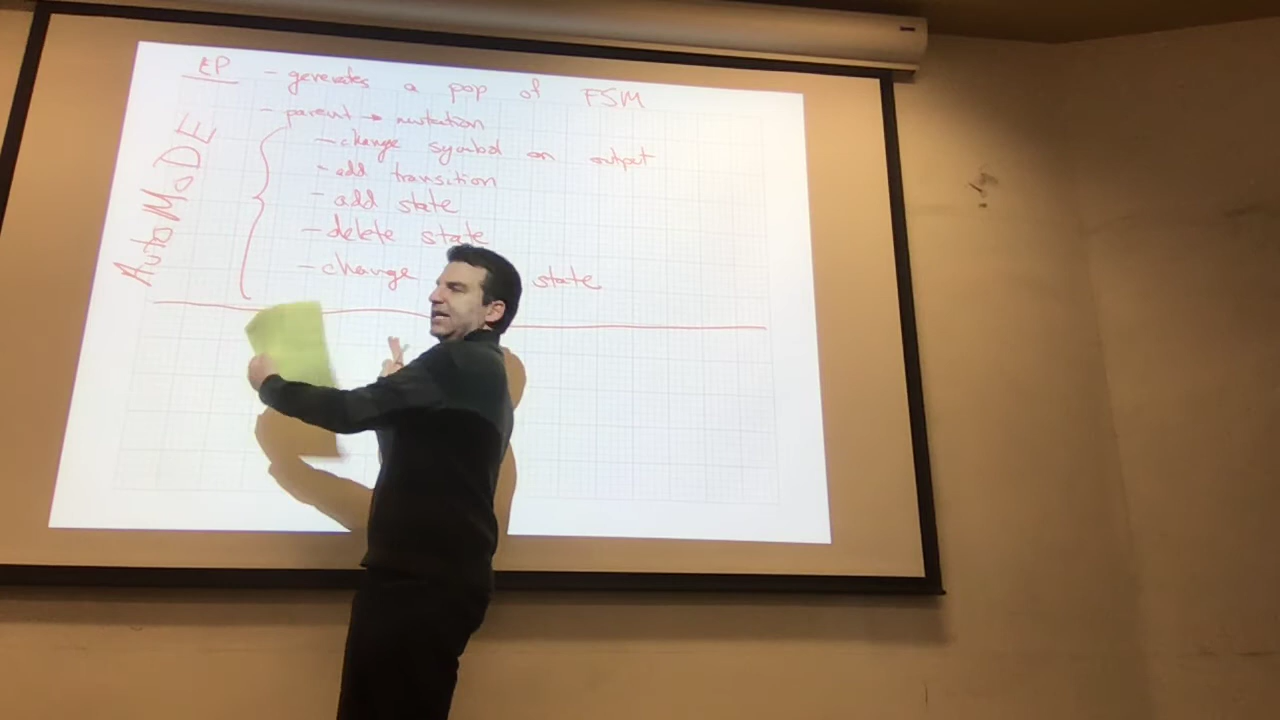 EP - generates a pop of FSM
- parent → mutation
- change symbol on output
- add transition
- add state
- delete state
- change state
AutoMoDE